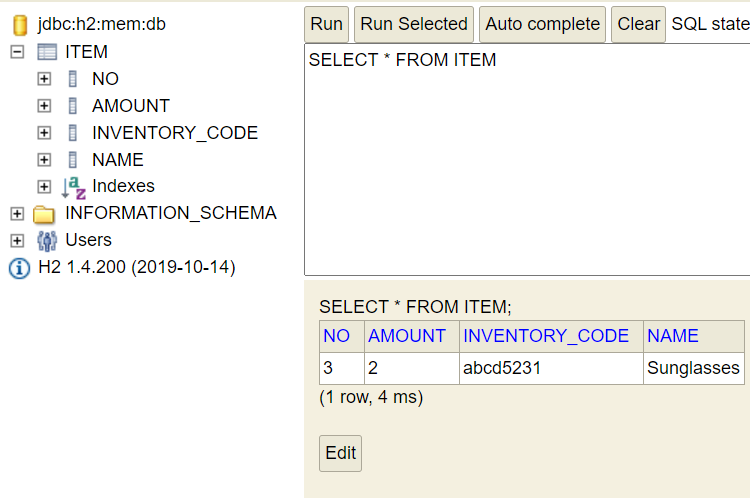 jdbc:h2:mem:db
ITEM
NO
AMOUNT
INVENTORY_CODE
NAME
Indexes
INFORMATION_SCHEMA
Users
H2 1.4.200 (2019-10-14)
Run Run Selected Auto complete Clear SQL state
SELECT * FROM ITEM
SELECT * FROM ITEM;
NO AMOUNT INVENTORY_CODE NAME
3 2 abcd5231 Sunglasses
(1 row, 4 ms)
Edit